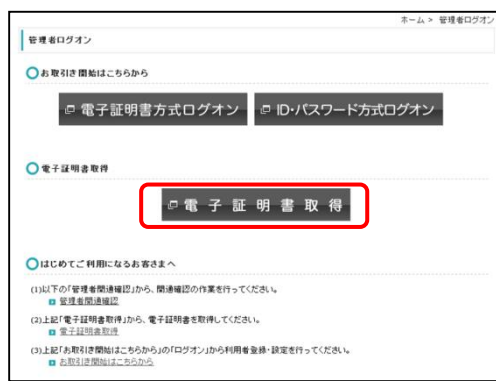 ホーム > 管理者ログオン
管理者ログオン
お取引き開始はこちらから
電子証明書方式ログオン
ID・パスワード方式ログオン
電子証明書取得
電子証明書取得
はじめてご利用になるお客さまへ
(1)以下の「管理者開通確認」から、開通確認の作業を行ってください。
管理者開通確認
(2)上記「電子証明書取得」から、電子証明書を取得してください。
電子証明書取得
(3)上記「お取引き開始はこちらから」の「ログオン」から利用者登録・設定を行ってください。
お取引き開始はこちらから